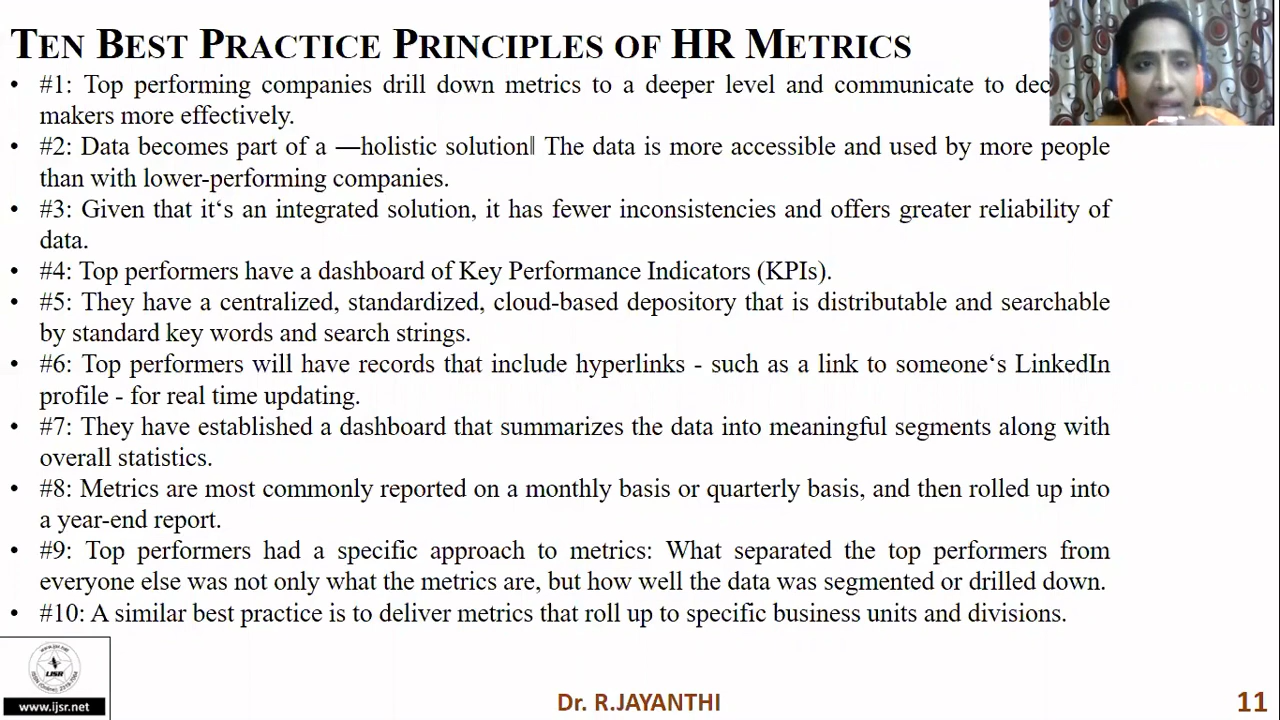 TEN BEST PRACTICE PRINCIPLES OF HR METRICS
• #1: Top performing companies drill down metrics to a deeper level and communicate to
makers more effectively.
• #2: Data becomes part of a ―holistic solution‖ The data is more accessible and used by more people
than with lower-performing companies.
• #3: Given that it‘s an integrated solution, it has fewer inconsistencies and offers greater reliability of
data.
• #4: Top performers have a dashboard of Key Performance Indicators (KPIs).
• #5: They have a centralized, standardized, cloud-based depository that is distributable and searchable
by standard key words and search strings.
• #6: Top performers will have records that include hyperlinks - such as a link to someone‘s LinkedIn
profile - for real time updating.
• #7: They have established a dashboard that summarizes the data into meaningful segments along with
overall statistics.
• #8: Metrics are most commonly reported on a monthly basis or quarterly basis, and then rolled up into
a year-end report.
• #9: Top performers had a specific approach to metrics: What separated the top performers from
everyone else was not only what the metrics are, but how well the data was segmented or drilled down.
• #10: A similar best practice is to deliver metrics that roll up to specific business units and divisions.
IJSR
www.ijsr.net
Dr. R.JAYANTHI
11